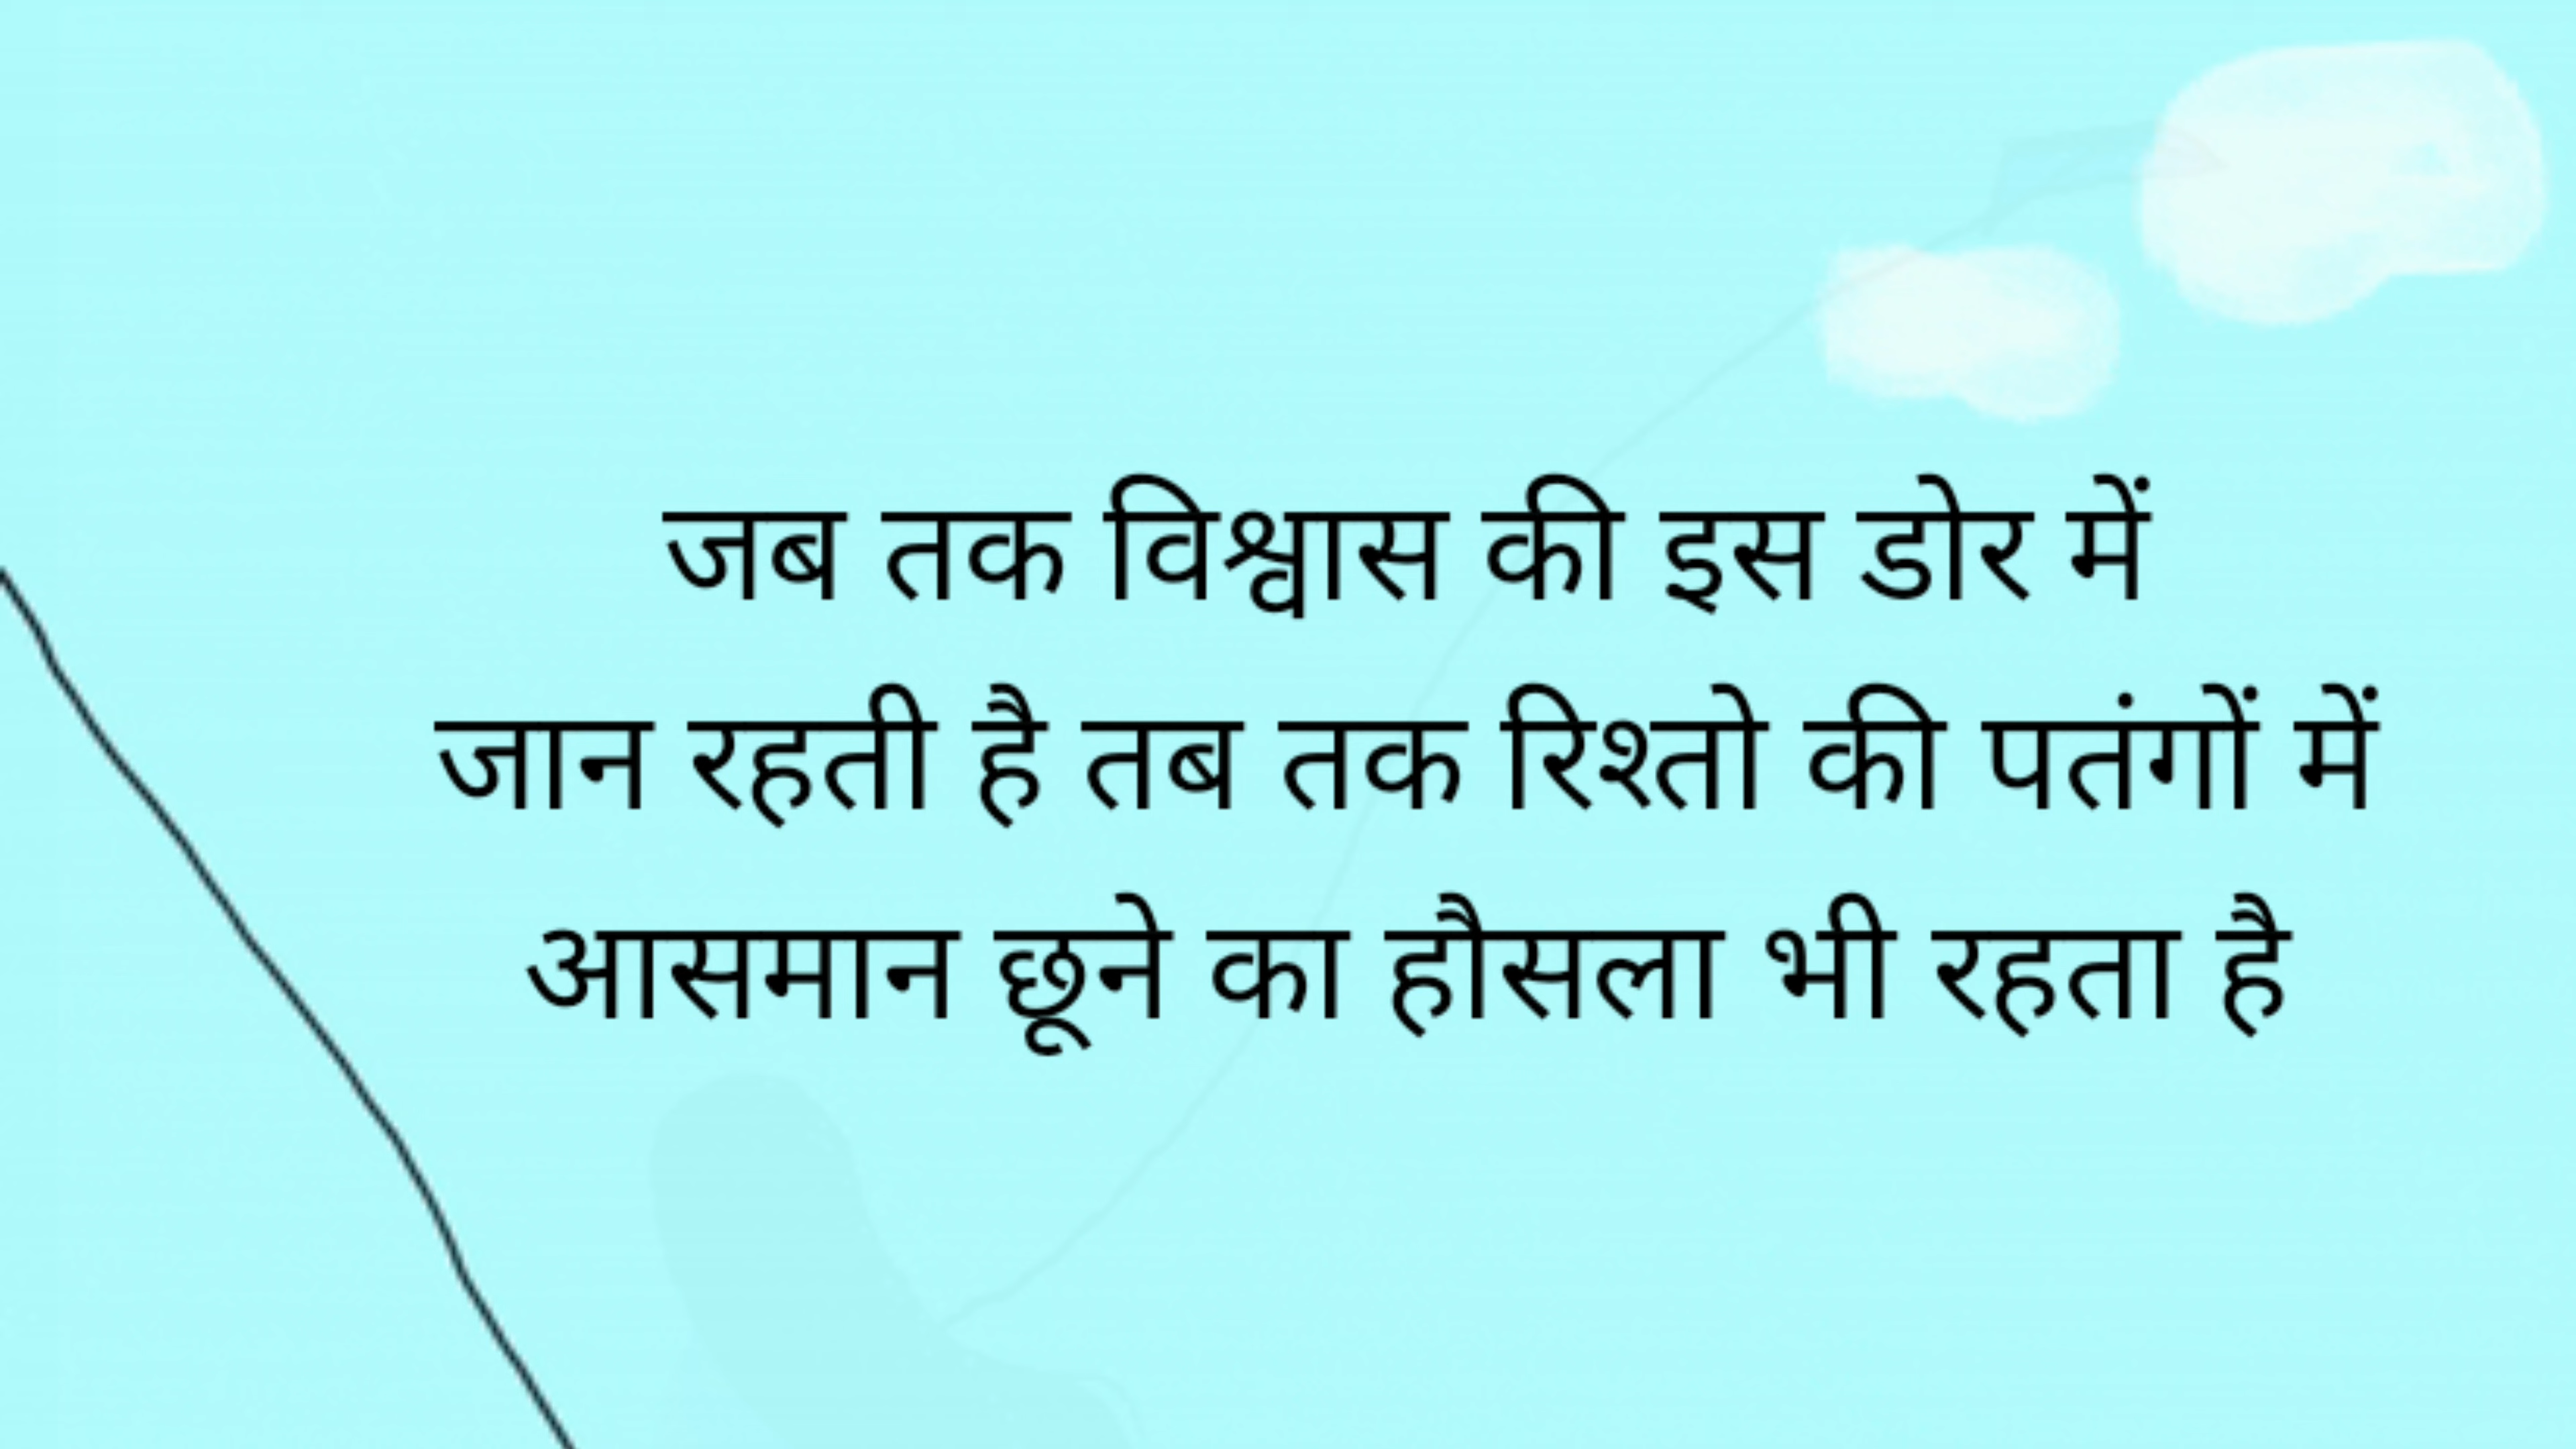 जब तक विश्वास की इस डोर में
जान रहती है तब तक रिश्तो की पतंगों में
आसमान छूने का हौसला भी रहता है